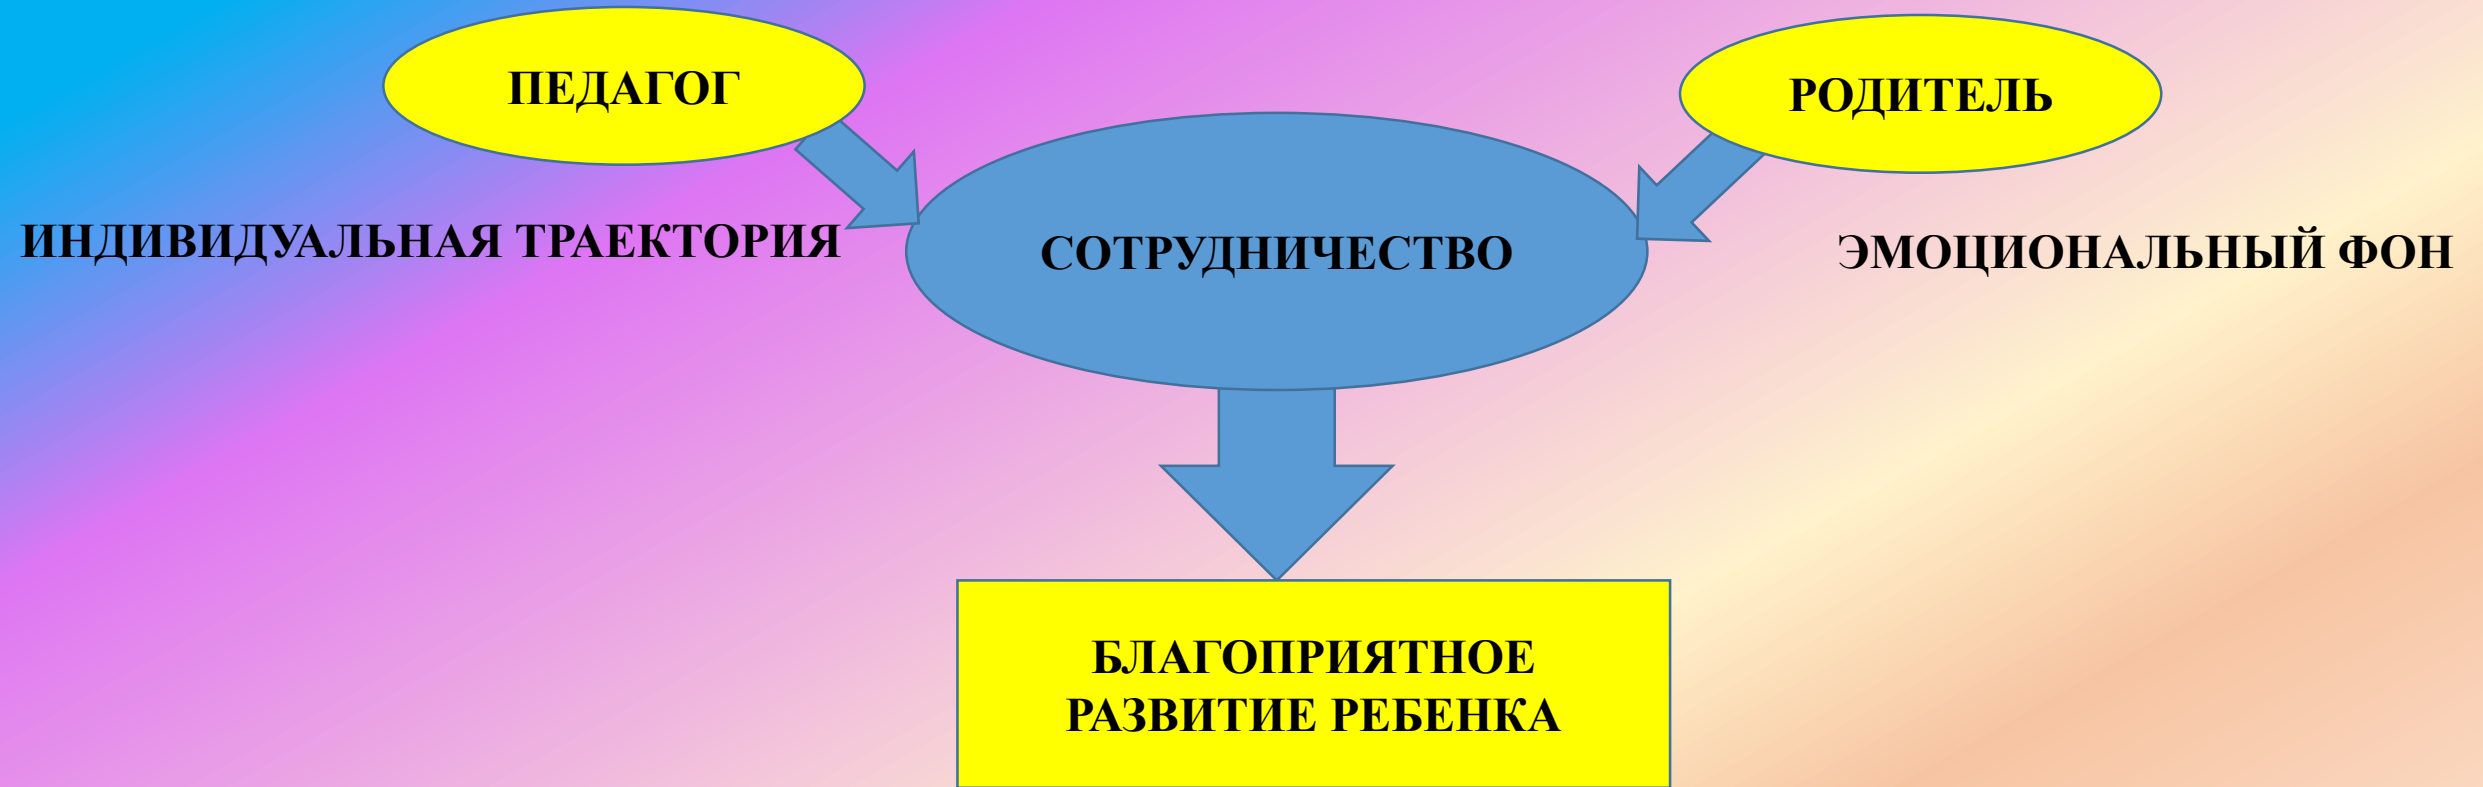 ПЕДАГОГ
РОДИТЕЛЬ
ИНДИВИДУАЛЬНАЯ ТРАЕКТОРИЯ
СОТРУДНИЧЕСТВО
ЭМОЦИОНАЛЬНЫЙ ФОН
БЛАГОПРИЯТНОЕ
РАЗВИТИЕ РЕБЕНКА